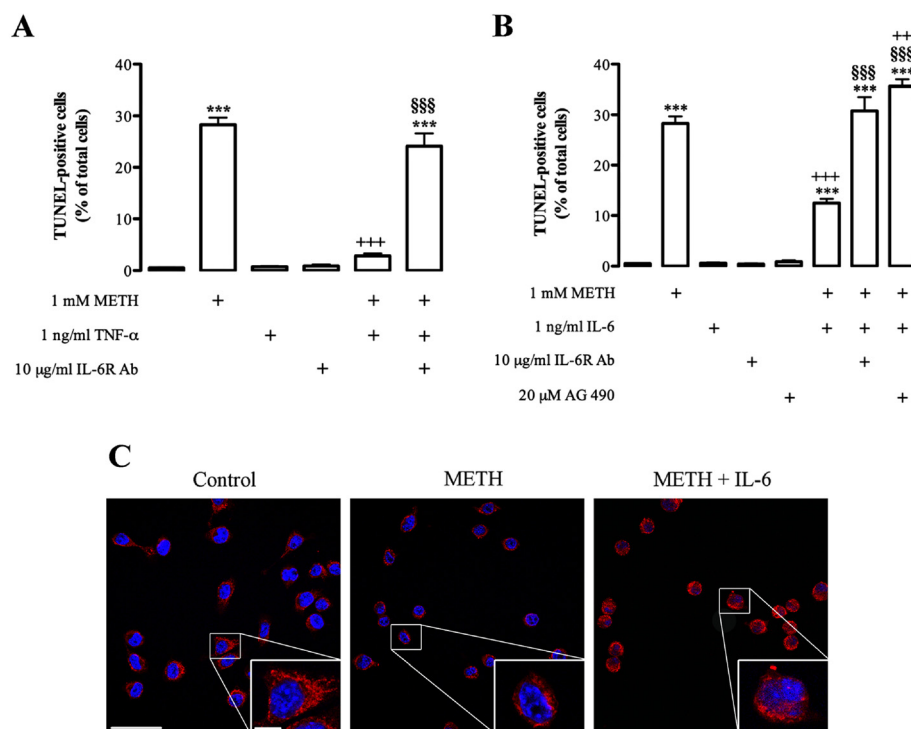 A
TUNEL-positive cells
(% of total cells)
40
30
20
10
0
***
+++
§§§
***
1 mM METH + + +
1 ng/ml TNF-α + + +
10 µg/ml IL-6R Ab + +
B
TUNEL-positive cells
(% of total cells)
40
30
20
10
0
***
+++
***
§§§
***
++
§§§
***
1 mM METH + + + +
1 ng/ml IL-6 + + + +
10 µg/ml IL-6R Ab + +
20 µM AG 490 + +
C
Control
METH
METH + IL-6